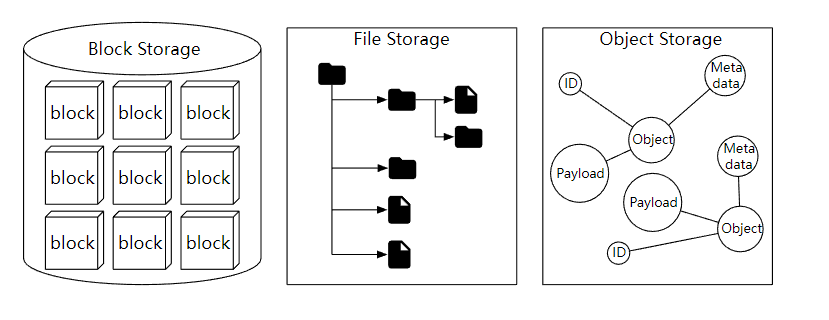 Block Storage
block block block
block block block
block block block
File Storage
Object Storage
ID
Meta
data
Object
Payload
Meta
data
Payload
Object
ID